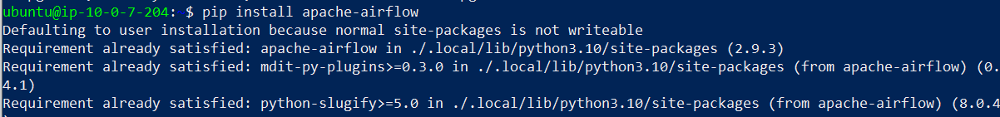 ubuntu@ip-10-0-7-204:~$ pip install apache-airflow
Defaulting to user installation because normal site-packages is not writeable
Requirement already satisfied: apache-airflow in ./.local/lib/python3.10/site-packages (2.9.3)
Requirement already satisfied: mdit-py-plugins>=0.3.0 in ./.local/lib/python3.10/site-packages (from apache-airflow) (0.
4.1)
Requirement already satisfied: python-slugify>=5.0 in ./.local/lib/python3.10/site-packages (from apache-airflow) (8.0.4